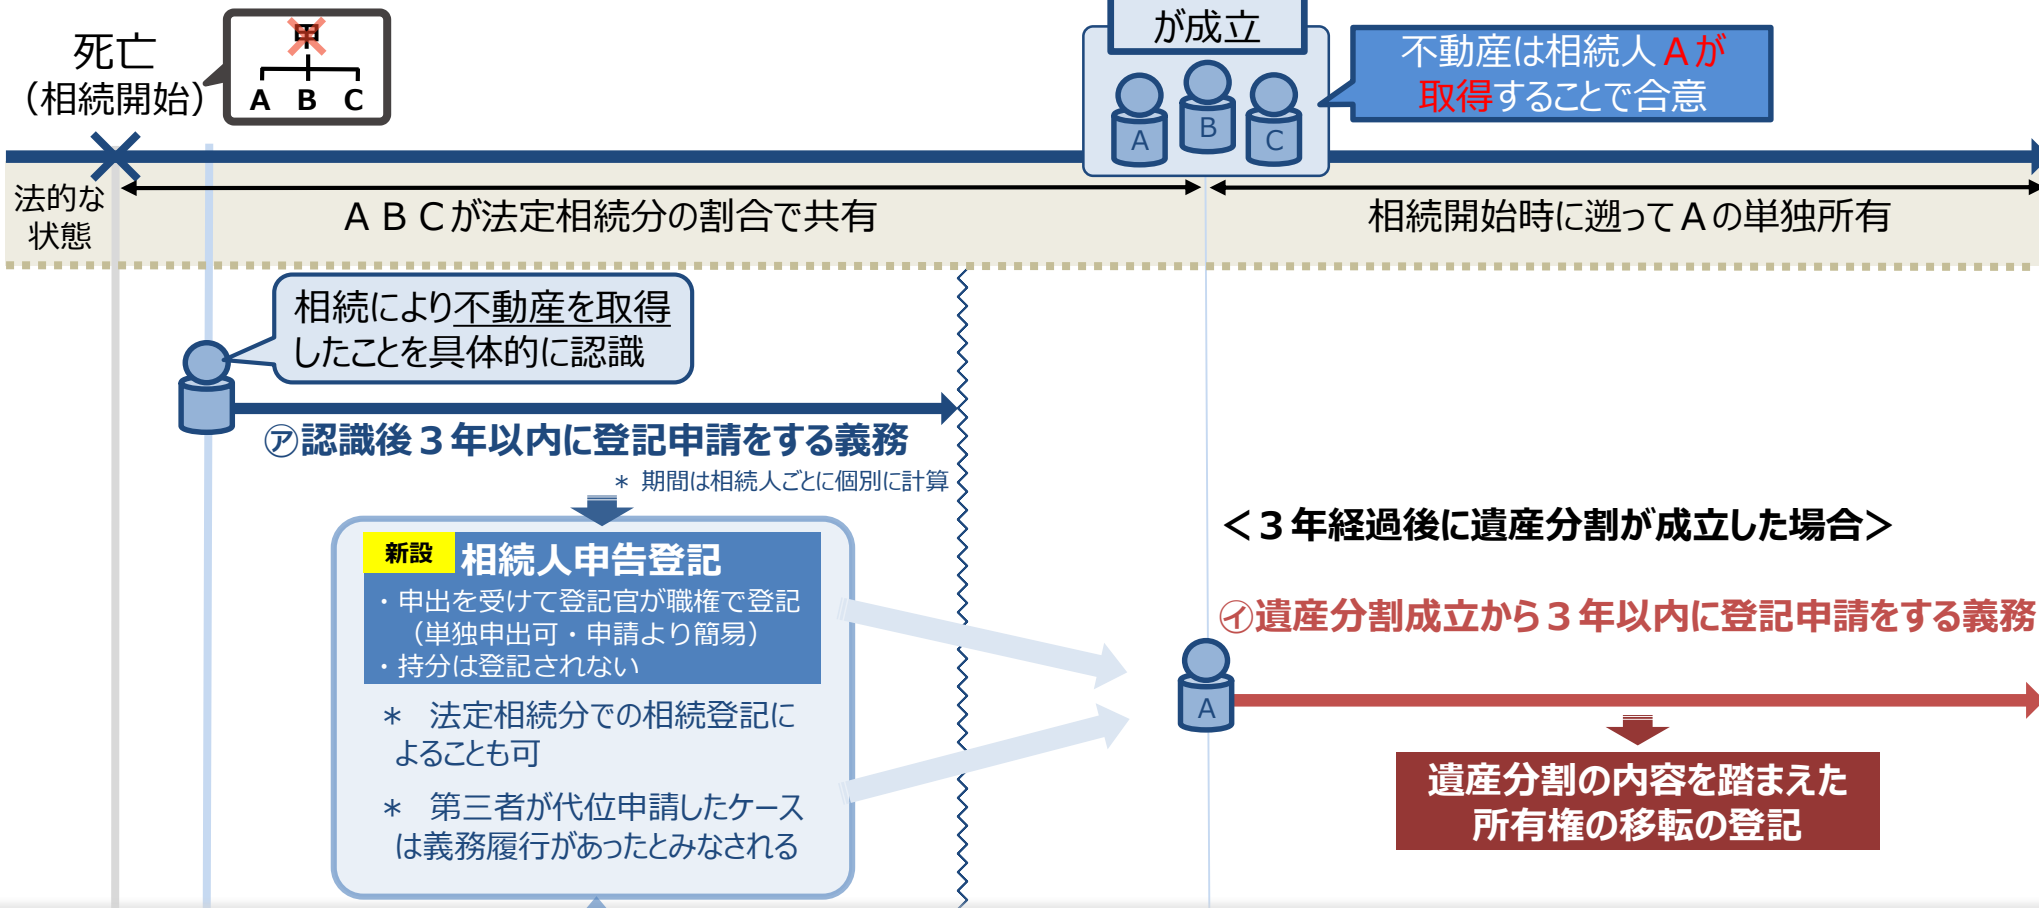 死亡
（相続開始）
甲
A B C
が成立
A B C
不動産は相続人Aが
取得することで合意
法的な
状態
ABCが法定相続分の割合で共有
相続開始時に遡ってAの単独所有
相続により不動産を取得
したことを具体的に認識
㋐認識後３年以内に登記申請をする義務
＊ 期間は相続人ごとに個別に計算
新設 相続人申告登記
・申出を受けて登記官が職権で登記
（単独申出可・申請より簡易）
・持分は登記されない
＊ 法定相続分での相続登記に
よることも可
＊ 第三者が代位申請したケース
は義務履行があったとみなされる
＜３年経過後に遺産分割が成立した場合＞
㋑遺産分割成立から３年以内に登記申請をする義務
A
遺産分割の内容を踏まえた
所有権の移転の登記